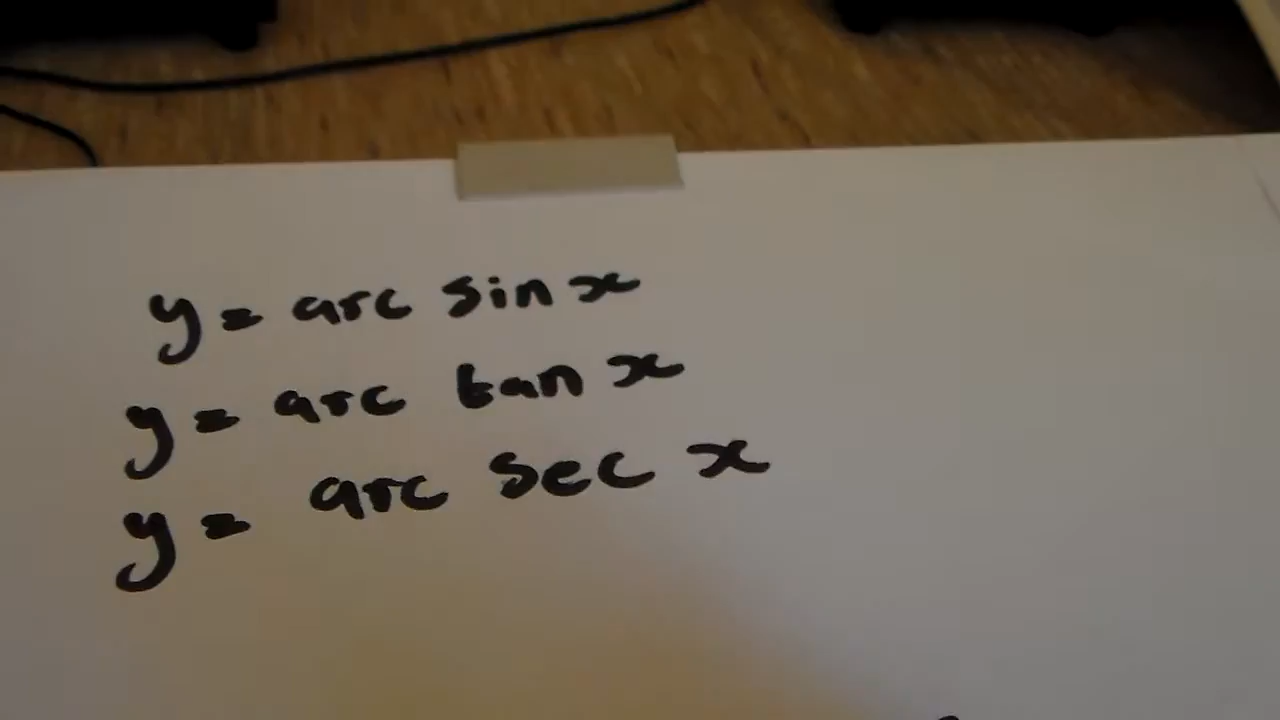 y = arc sin x
y = arc tan x
y = arc sec x